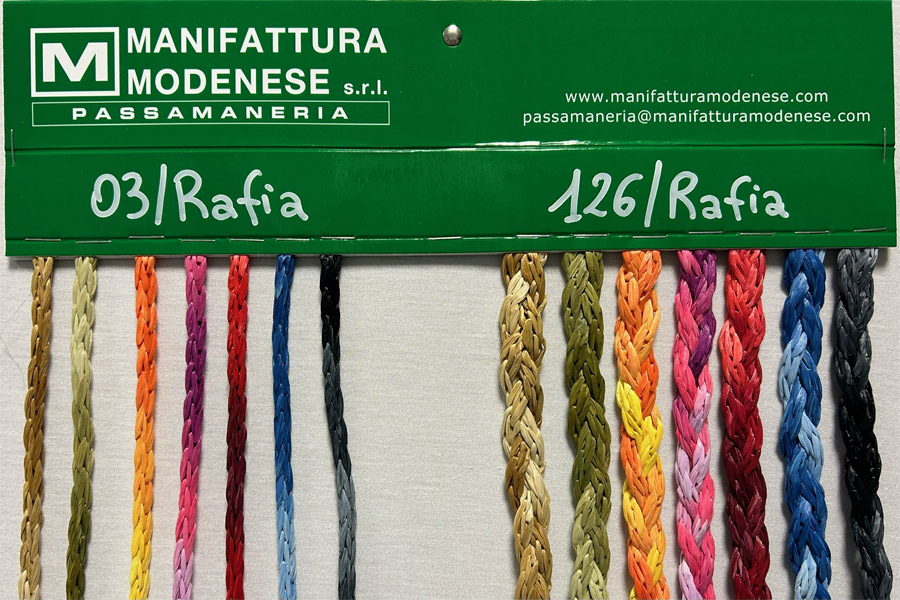 M
MANIFATTURA
MODENESE s.r.l.
PASSAMANERIA
www.manifatturamodenese.com
passamaneria@manifatturamodenese.com
03/Rafia
126/Rafia